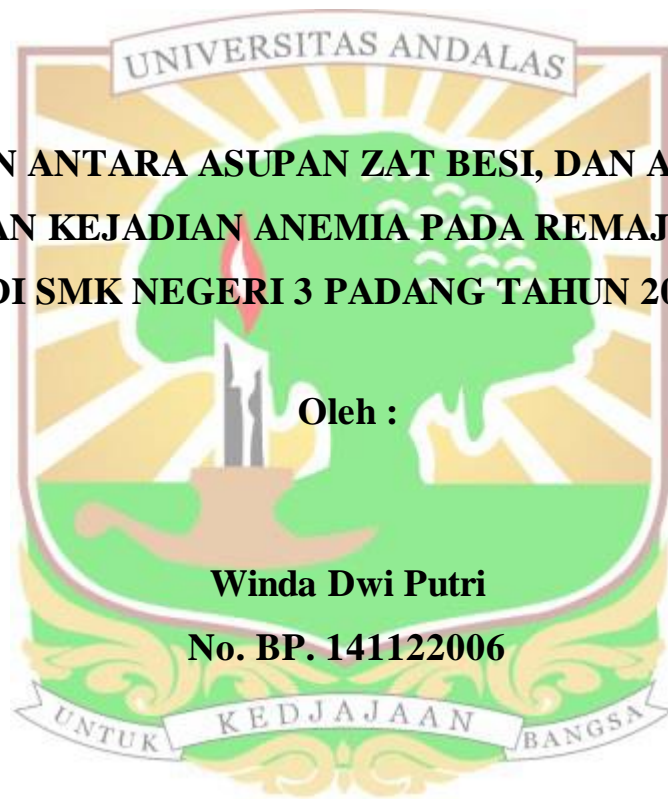 UNIVERSITAS ANDALAS
N ANTARA ASUPAN ZAT BESI, DAN A
AN KEJADIAN ANEMIA PADA REMAJ
DI SMK NEGERI 3 PADANG TAHUN 20
Oleh :
Winda Dwi Putri
No. BP. 141122006
UNTUK KEDJAJAAN BANGSA